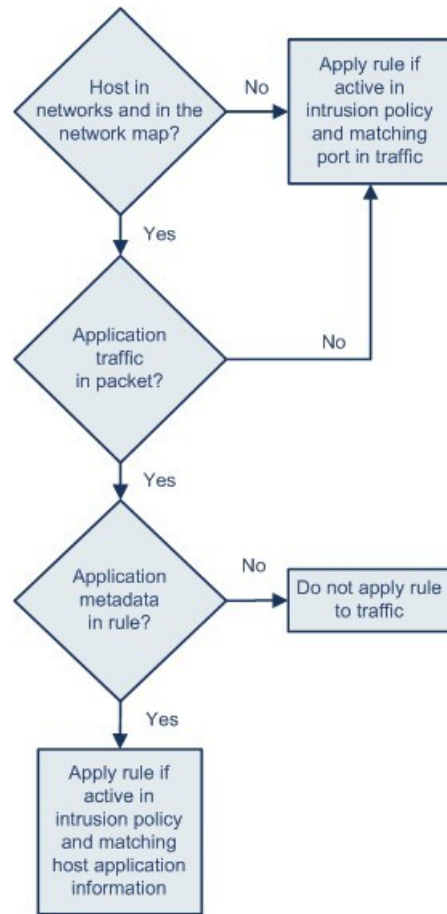 Host in
networks and in the
network map?
No
Apply rule if
active in
intrusion policy
and matching
port in traffic
Yes
Application
traffic
in packet?
No
Yes
Application
metadata
in rule?
No
Do not apply rule
to traffic
Yes
Apply rule if
active in
intrusion policy
and matching
host application
information